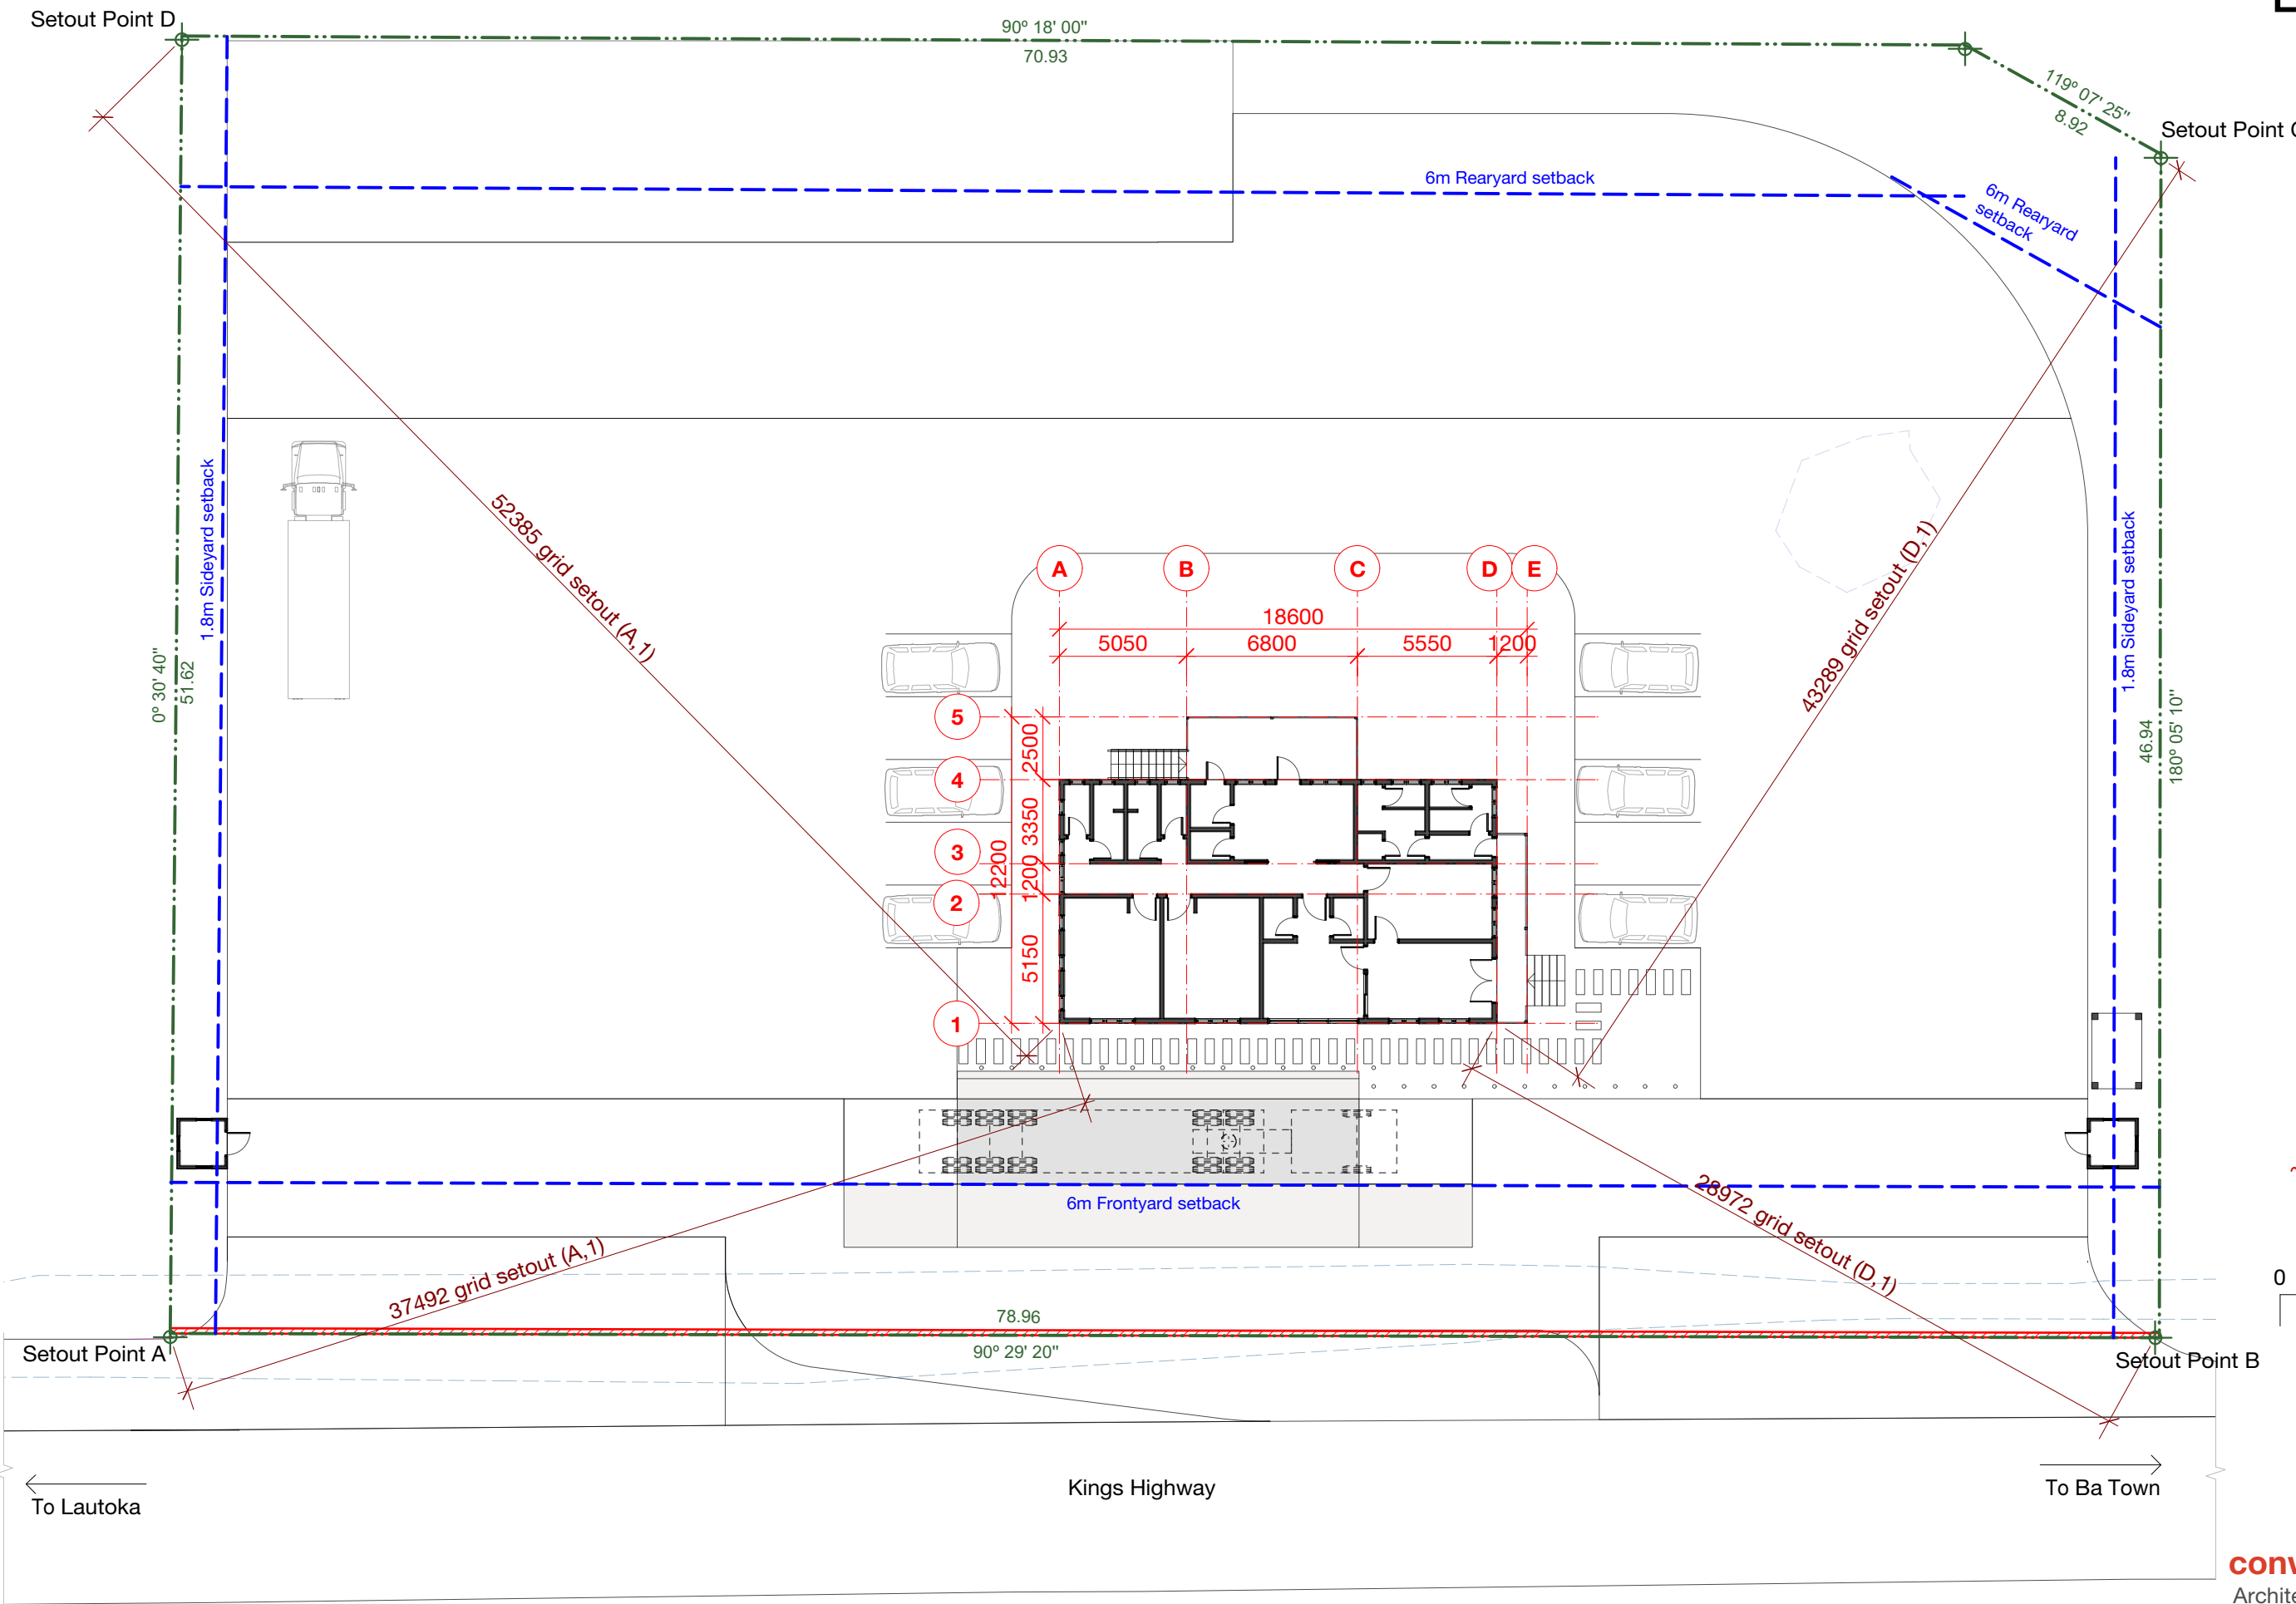 Setout Point D
90º 18' 00"
70.93
119º 07' 25"
8.92
Setout Point
6m Rearyard setback
6m Rearyard
setback
1.8m Sideyard setback
0º 30' 40"
51.62
52385 grid setout (A,1)
43289 grid setout (D,1)
1.8m Sideyard setback
46.94
180º 05' 10"
A
B
C
D
E
18600
5050
6800
5550
1200
5
4
3
2
1
2500
3350
1200
5150
12200
6m Frontyard setback
37492 grid setout (A,1)
28972 grid setout (D,1)
78.96
90º 29' 20"
Setout Point A
Setout Point B
0
To Lautoka
Kings Highway
To Ba Town
conv
Archite